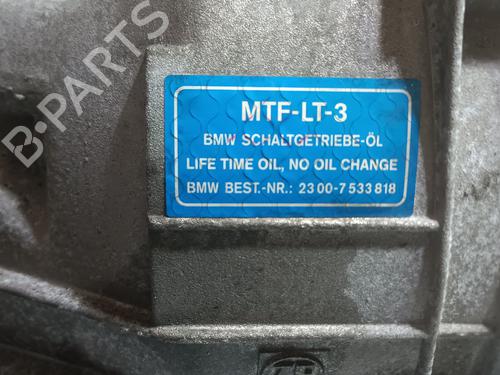 B-PARTS
MTF-LT-3
BMW SCHALTGETRIEBE-ÖL
LIFE TIME OIL, NO OIL CHANGE
BMW BEST.-NR.: 23 00-7 533 818